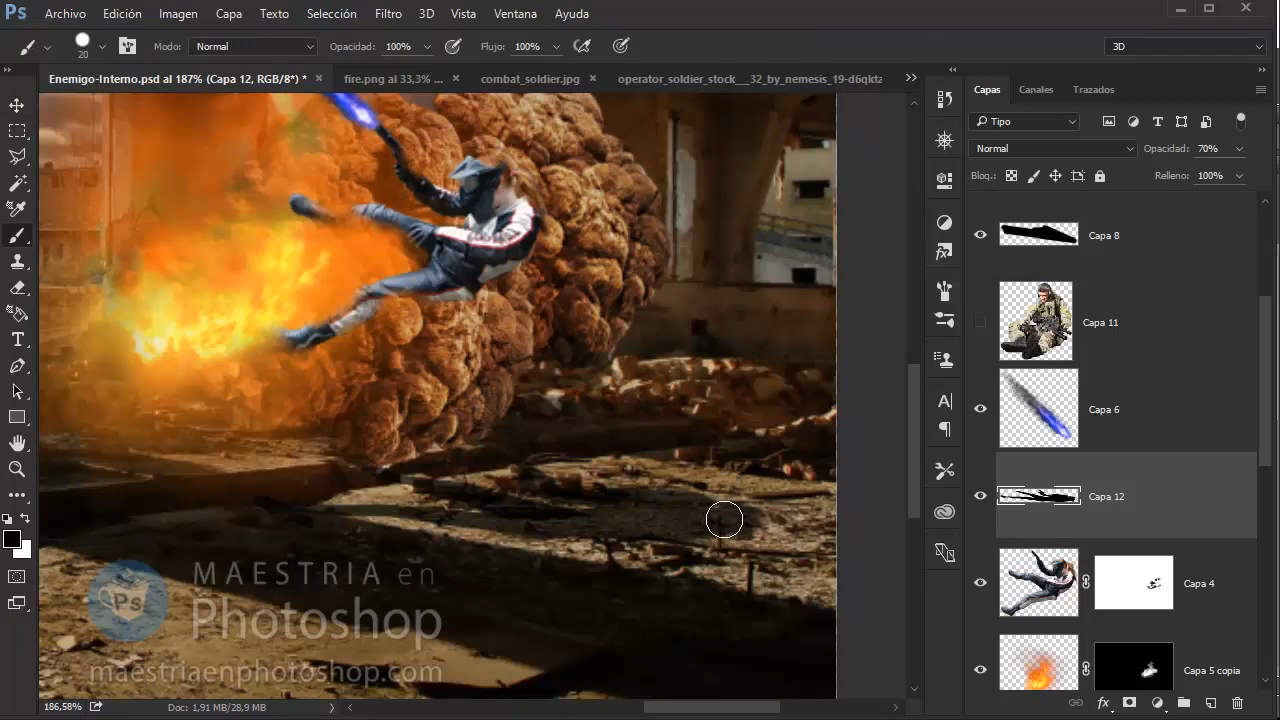 Ps Archivo Edición Imagen Capa Texto Selección Filtro 3D Vista Ventana Ayuda
20 Modo: Normal Opacidad: 100% Flujo: 100% 3D
Enemigo-Interno.psd al 187% (Capa 12, RGB/8*) * × fire.png al 33,3% ... × combat_soldier.jpg × operator_soldier_stock__32_by_nemesis_19-d6qkta
Capas Canales Trazados
Tipo
Normal Opacidad: 70%
Bloq.: Relleno: 100%
Capa 8
Capa 11
Capa 6
Capa 12
Capa 4
Capa 5 copia
Ps
MAESTRIA en
Photoshop
maestriaenphotoshop.com
186,58% Doc: 1,91 MB/28,9 MB
fx